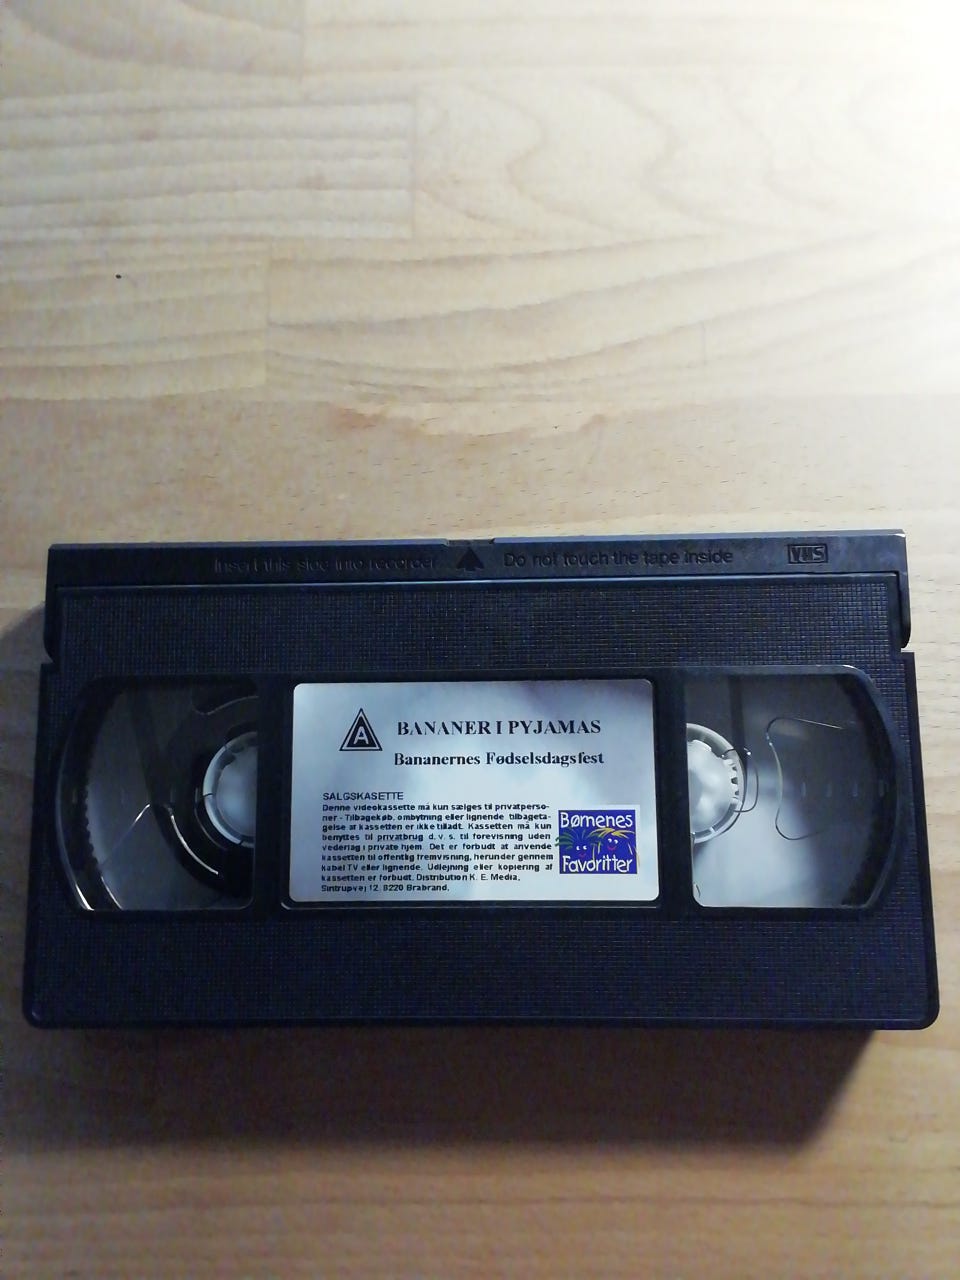 Insert this side into recorder Do not touch the tape inside VHS
A BANANER I PYJAMAS
Bananernes Fødselsdagsfest
SALGSKASETTE
Denne videokassette må kun sælges til privatperso-
ner - Tilbagekøb, ombytning eller lignende tilbageta-
gelse af kassetten er ikke tilladt. Kassetten må kun
benyttes til privatbrug d. v. s. til forevisning uden
vederlag i private hjem. Det er forbudt at anvende
kassetten til offentlig fremvisning, herunder gennem
kabel TV eller lignende. Udlejning eller kopiering af
kassetten er forbudt. Distribution K. E. Media,
Sintrupvej 12, 8220 Brabrand.
Børnenes
Favoritter